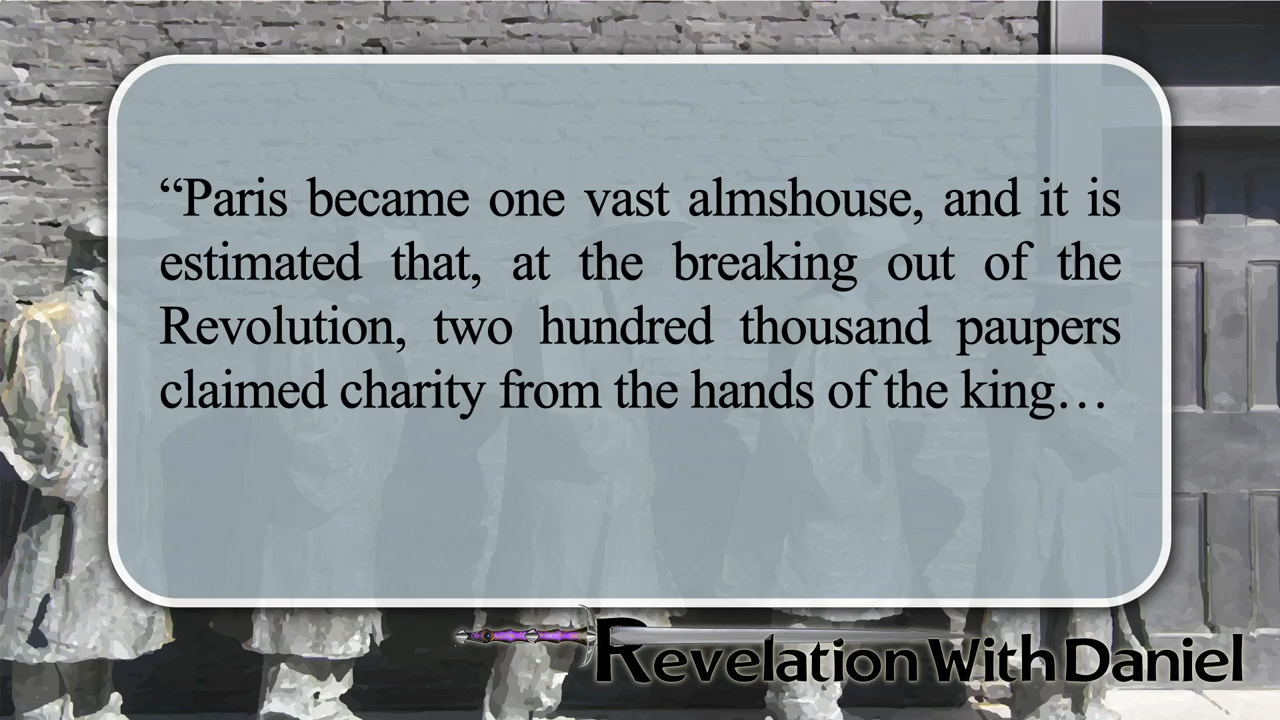 “Paris became one vast almshouse, and it is
estimated that, at the breaking out of the
Revolution, two hundred thousand paupers
claimed charity from the hands of the king…
Revelation With Daniel